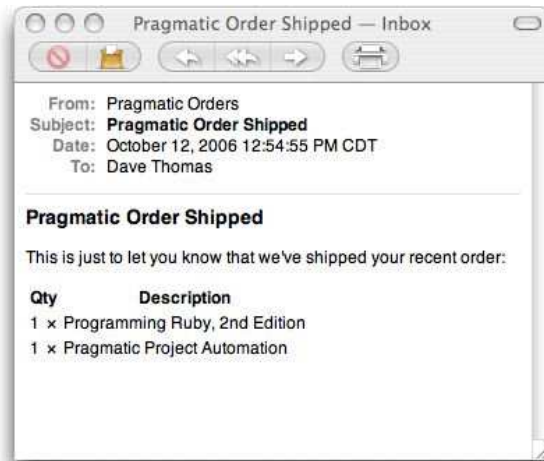 Pragmatic Order Shipped — Inbox
From: Pragmatic Orders
Subject: Pragmatic Order Shipped
Date: October 12, 2006 12:54:55 PM CDT
To: Dave Thomas
Pragmatic Order Shipped
This is just to let you know that we've shipped your recent order:
Qty Description
1 × Programming Ruby, 2nd Edition
1 × Pragmatic Project Automation